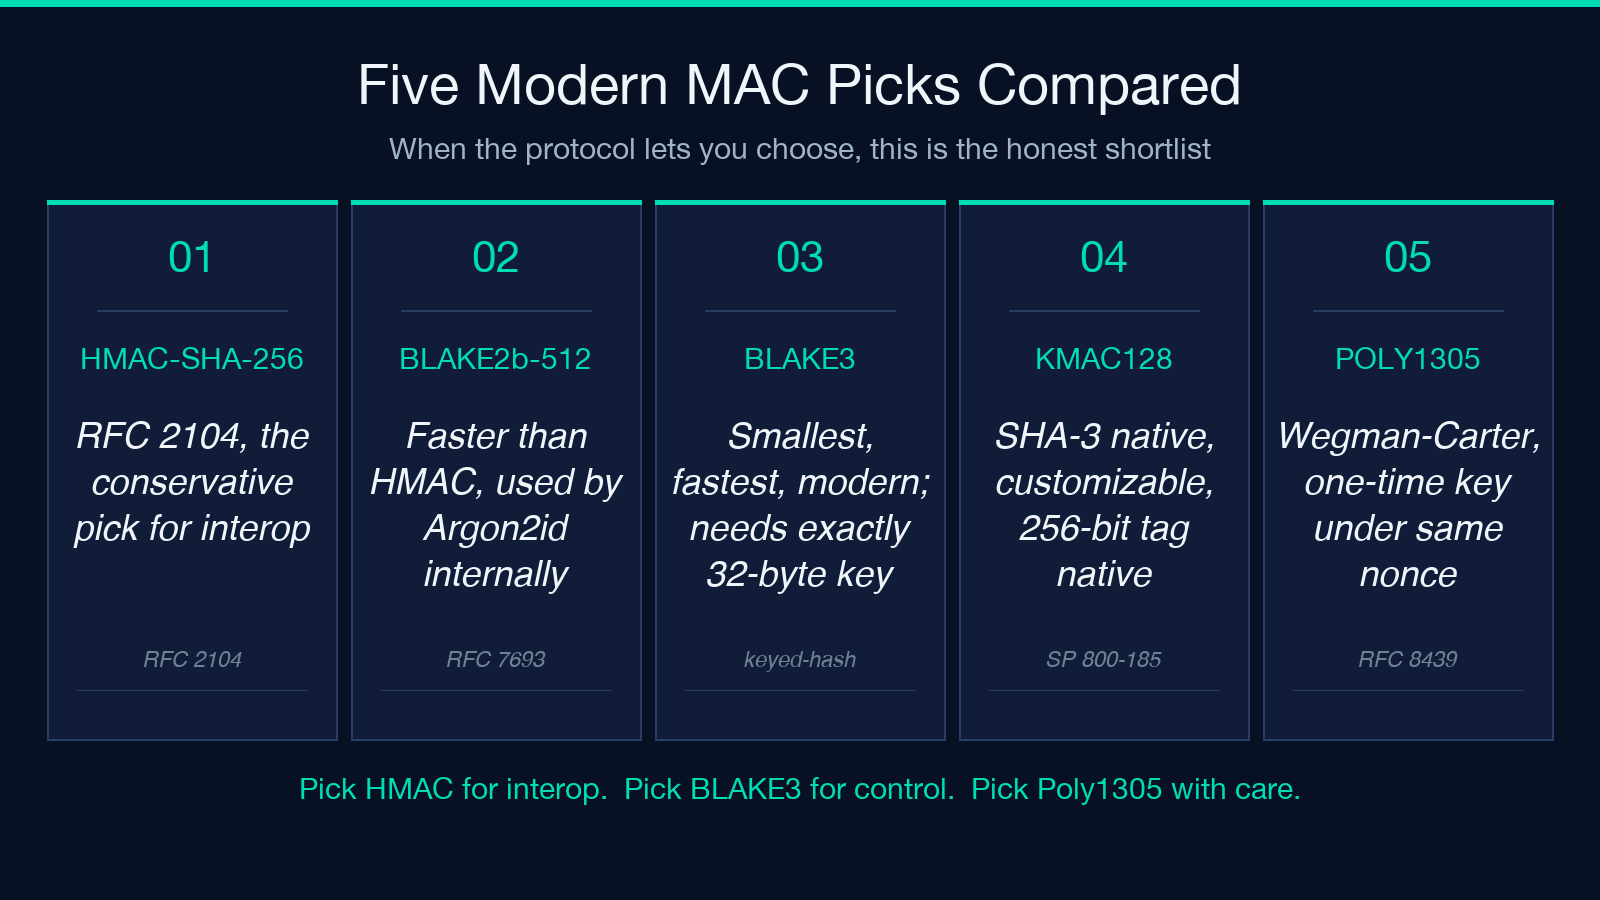 Five Modern MAC Picks Compared
When the protocol lets you choose, this is the honest shortlist
01
HMAC-SHA-256
RFC 2104, the
conservative
pick for interop
RFC 2104
02
BLAKE2b-512
Faster than
HMAC, used by
Argon2id
internally
RFC 7693
03
BLAKE3
Smallest,
fastest, modern;
needs exactly
32-byte key
keyed-hash
04
KMAC128
SHA-3 native,
customizable,
256-bit tag
native
SP 800-185
05
POLY1305
Wegman-Carter,
one-time key
under same
nonce
RFC 8439
Pick HMAC for interop.  Pick BLAKE3 for control.  Pick Poly1305 with care.